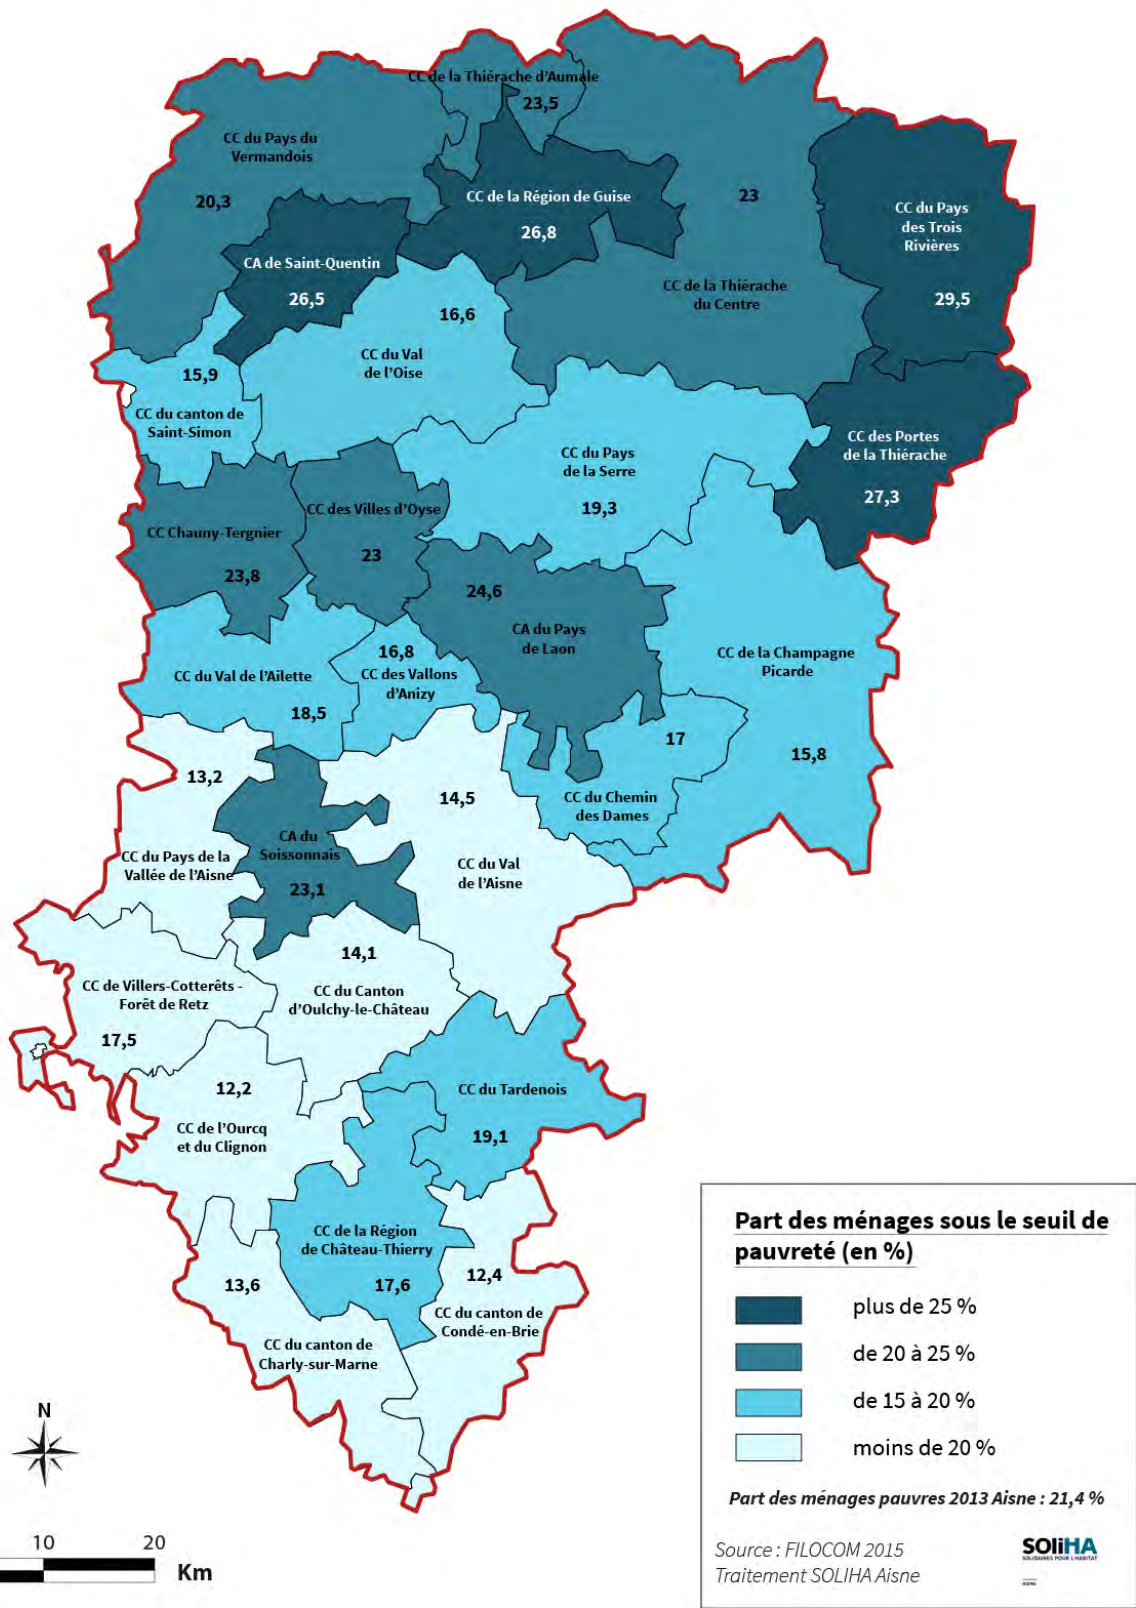 CC de la Thiérache d'Aumale
23,5
CC du Pays du
Vermandois
20,3
CC de la Région de Guise
26,8
23
CC de la Thiérache
du Centre
CC du Pays
des Trois
Rivières
29,5
CA de Saint-Quentin
26,5
16,6
CC du Val
de l'Oise
15,9
CC du canton de
Saint-Simon
CC du Pays
de la Serre
19,3
CC des Portes
de la Thiérache
27,3
CC Chauny-Tergnier
23,8
CC des Villes d'Oyse
23
24,6
CA du Pays
de Laon
CC de la Champagne
Picarde
15,8
CC du Val de l'Ailette
18,5
16,8
CC des Vallons
d'Anizy
17
CC du Chemin
des Dames
13,2
CC du Pays de la
Vallée de l'Aisne
CA du
Soissonnais
23,1
14,5
CC du Val
de l'Aisne
14,1
CC du Canton
d'Oulchy-le-Château
CC de Villers-Cotterêts -
Forêt de Retz
17,5
12,2
CC de l'Ourcq
et du Clignon
CC du Tardenois
19,1
CC de la Région
de Château-Thierry
17,6
13,6
CC du canton de
Charly-sur-Marne
12,4
CC du canton de
Condé-en-Brie
N
10
20
Km
Part des ménages sous le seuil de
pauvreté (en %)
plus de 25 %
de 20 à 25 %
de 15 à 20 %
moins de 20 %
Part des ménages pauvres 2013 Aisne : 21,4 %
Source : FILOCOM 2015
Traitement SOLIHA Aisne
SOLiHA
SOLIDAIRES POUR L'HABITAT
AISNE